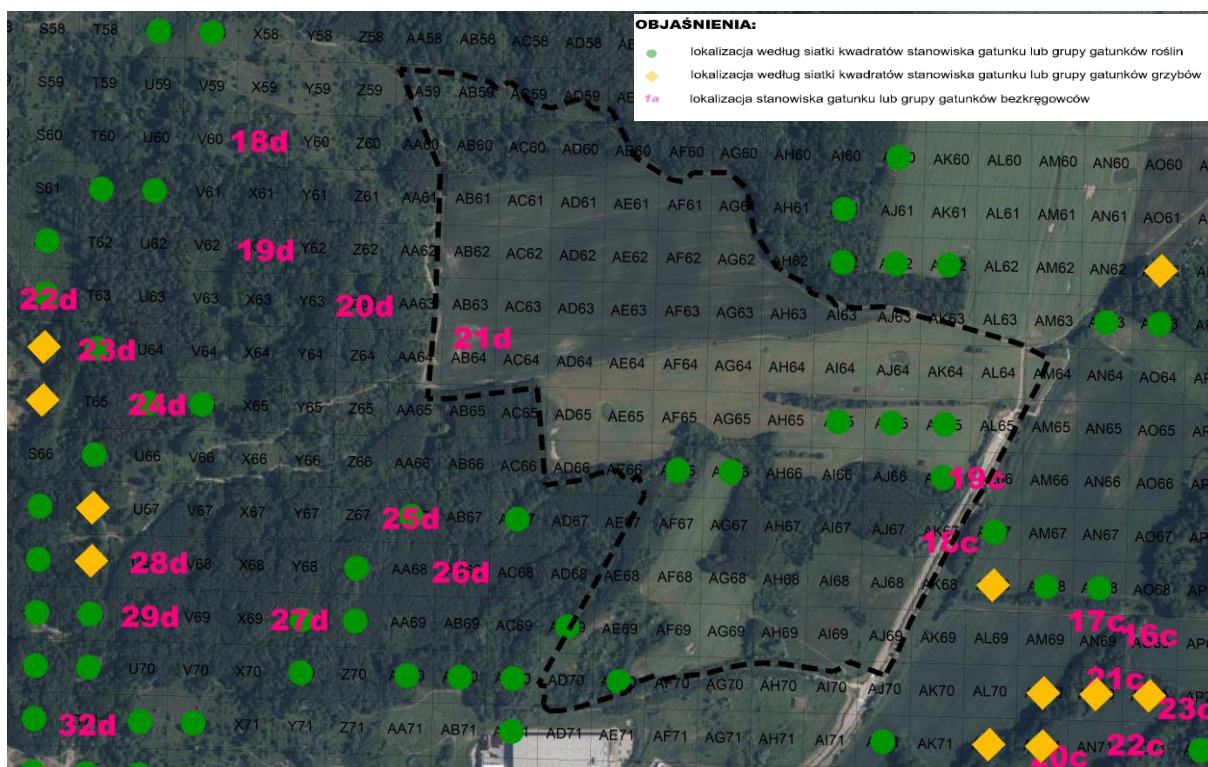 OBJAŚNIENIA:
lokalizacja według siatki kwadratów stanowiska gatunku lub grupy gatunków roślin
lokalizacja według siatki kwadratów stanowiska gatunku lub grupy gatunków grzybów
1a lokalizacja stanowiska gatunku lub grupy gatunków bezkręgowców
S58 T58 X58 Y58 Z58 AA58 AB58 AC58 AD58
S59 T59 U59 V59 X59 Y59 Z59 AA59 AB59 AC59 AD59
S60 T60 U60 V60 18d Y60 Z60 AA60 AB60 AC60 AD60 AE60 AF60 AG60 AH60 AI60 AK60 AL60 AM60 AN60 AO60
S61 V61 X61 Y61 Z61 AA61 AB61 AC61 AD61 AE61 AF61 AG61 AH61 AJ61 AK61 AL61 AM61 AN61 AO61
T62 U62 V62 19d Y62 Z62 AA62 AB62 AC62 AD62 AE62 AF62 AG62 AH62 AL62 AM62 AN62
22d T63 U63 V63 X63 Y63 20d AA63 AB63 AC63 AD63 AE63 AF63 AG63 AH63 AI63 AJ63 AK63 AL63 AM63
23d U64 V64 X64 Y64 Z64 AA64 AB64 21d AC64 AD64 AE64 AF64 AG64 AH64 AI64 AJ64 AK64 AL64 AM64 AN64 AO64
T65 24d X65 Y65 Z65 AA65 AB65 AC65 AD65 AE65 AF65 AG65 AH65 AL65 AM65 AN65 AO65
S66 U66 V66 X66 Y66 Z66 AA66 AB66 AC66 AD66 AE66 AH66 AI66 AJ66 19c AM66 AN66 AO66
U67 V67 X67 Y67 Z67 25d AB67 AD67 AE67 AF67 AG67 AH67 AI67 AJ67 AK67 18c AM67 AN67 AO67
28d V68 X68 Y68 AA68 26d AC68 AD68 AE68 AF68 AG68 AH68 AI68 AJ68 AK68 AO68
29d V69 X69 27d AA69 AB69 AC69 AE69 AF69 AG69 AH69 AI69 AJ69 AK69 AL69 AM69 AN69 17c 16c
U70 V70 X70 Z70 AD70 AF70 AG70 AH70 AI70 AJ70 AK70 AL70 21c 23c
32d X71 Y71 Z71 AA71 AB71 AD71 AE71 AF71 AG71 AH71 AI71 AK71 20c 22c